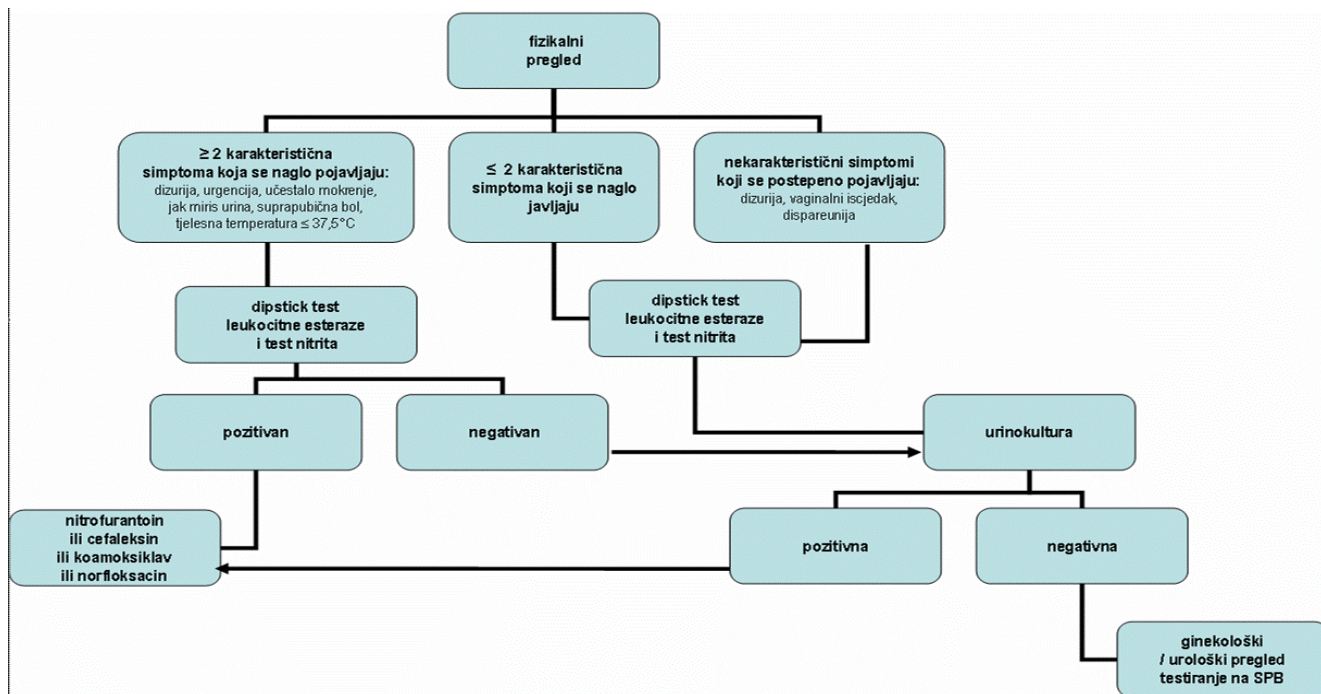 fizikalni
pregled
≥ 2 karakteristična
simptoma koja se naglo pojavljaju:
dizurija, urgencija, učestalo mokrenje,
jak miris urina, suprapubična bol,
tjelesna temperatura ≤ 37,5°C
≤ 2 karakteristična
simptoma koji se naglo
javljaju
nekarakteristični simptomi
koji se postepeno pojavljaju:
dizurija, vaginalni iscjedak,
dispareunija
dipstick test
leukocitne esteraze
i test nitrita
dipstick test
leukocitne esteraze
i test nitrita
pozitivan
negativan
urinokultura
nitrofurantoin
ili cefaleksin
ili koamoksiklav
ili norfloksacin
pozitivna
negativna
ginekološki
/ urološki pregled
testiranje na SPB